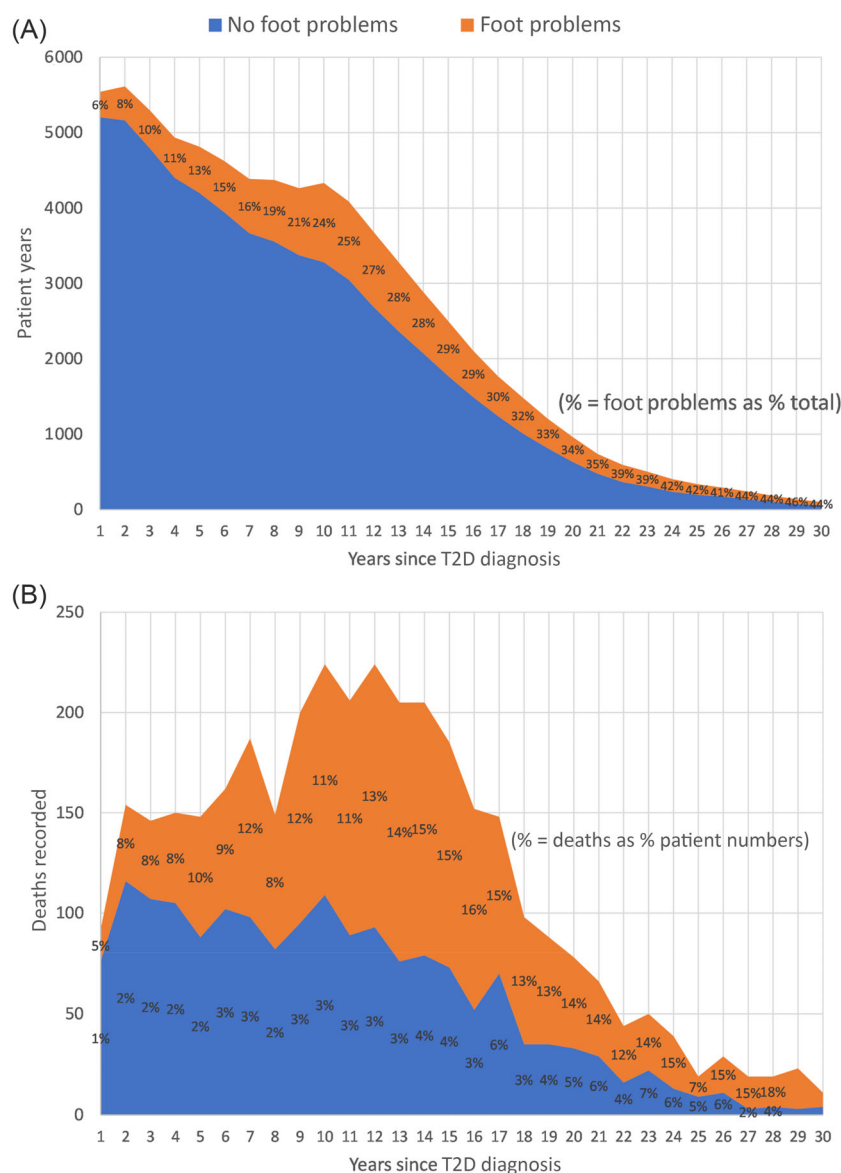 (A)
No foot problems Foot problems
6000
5000
4000
3000
2000
1000
0
Patient years
6% 8% 10% 11% 13% 15% 16% 19% 21% 24% 25% 27% 28% 28% 29% 29% 30% 32% 33% 34% 35% 39% 39% 42% 42% 41% 44% 44% 46% 44%
(% = foot problems as % total)
1 2 3 4 5 6 7 8 9 10 11 12 13 14 15 16 17 18 19 20 21 22 23 24 25 26 27 28 29 30
Years since T2D diagnosis
(B)
250
200
150
100
50
0
Deaths recorded
5% 8% 8% 8% 10% 9% 12% 8% 12% 11% 11% 13% 14% 15% 15% 16% 15% 13% 13% 14% 14% 12% 14% 15% 7% 15% 15% 18%
(% = deaths as % patient numbers)
1% 2% 2% 2% 2% 3% 3% 2% 3% 3% 3% 3% 3% 4% 4% 3% 6% 3% 4% 5% 6% 4% 7% 6% 5% 6% 2% 4%
1 2 3 4 5 6 7 8 9 10 11 12 13 14 15 16 17 18 19 20 21 22 23 24 25 26 27 28 29 30
Years since T2D diagnosis